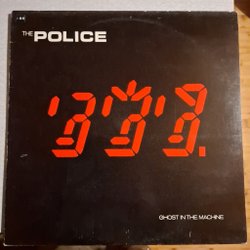 THE POLICE
GHOST IN THE MACHINE